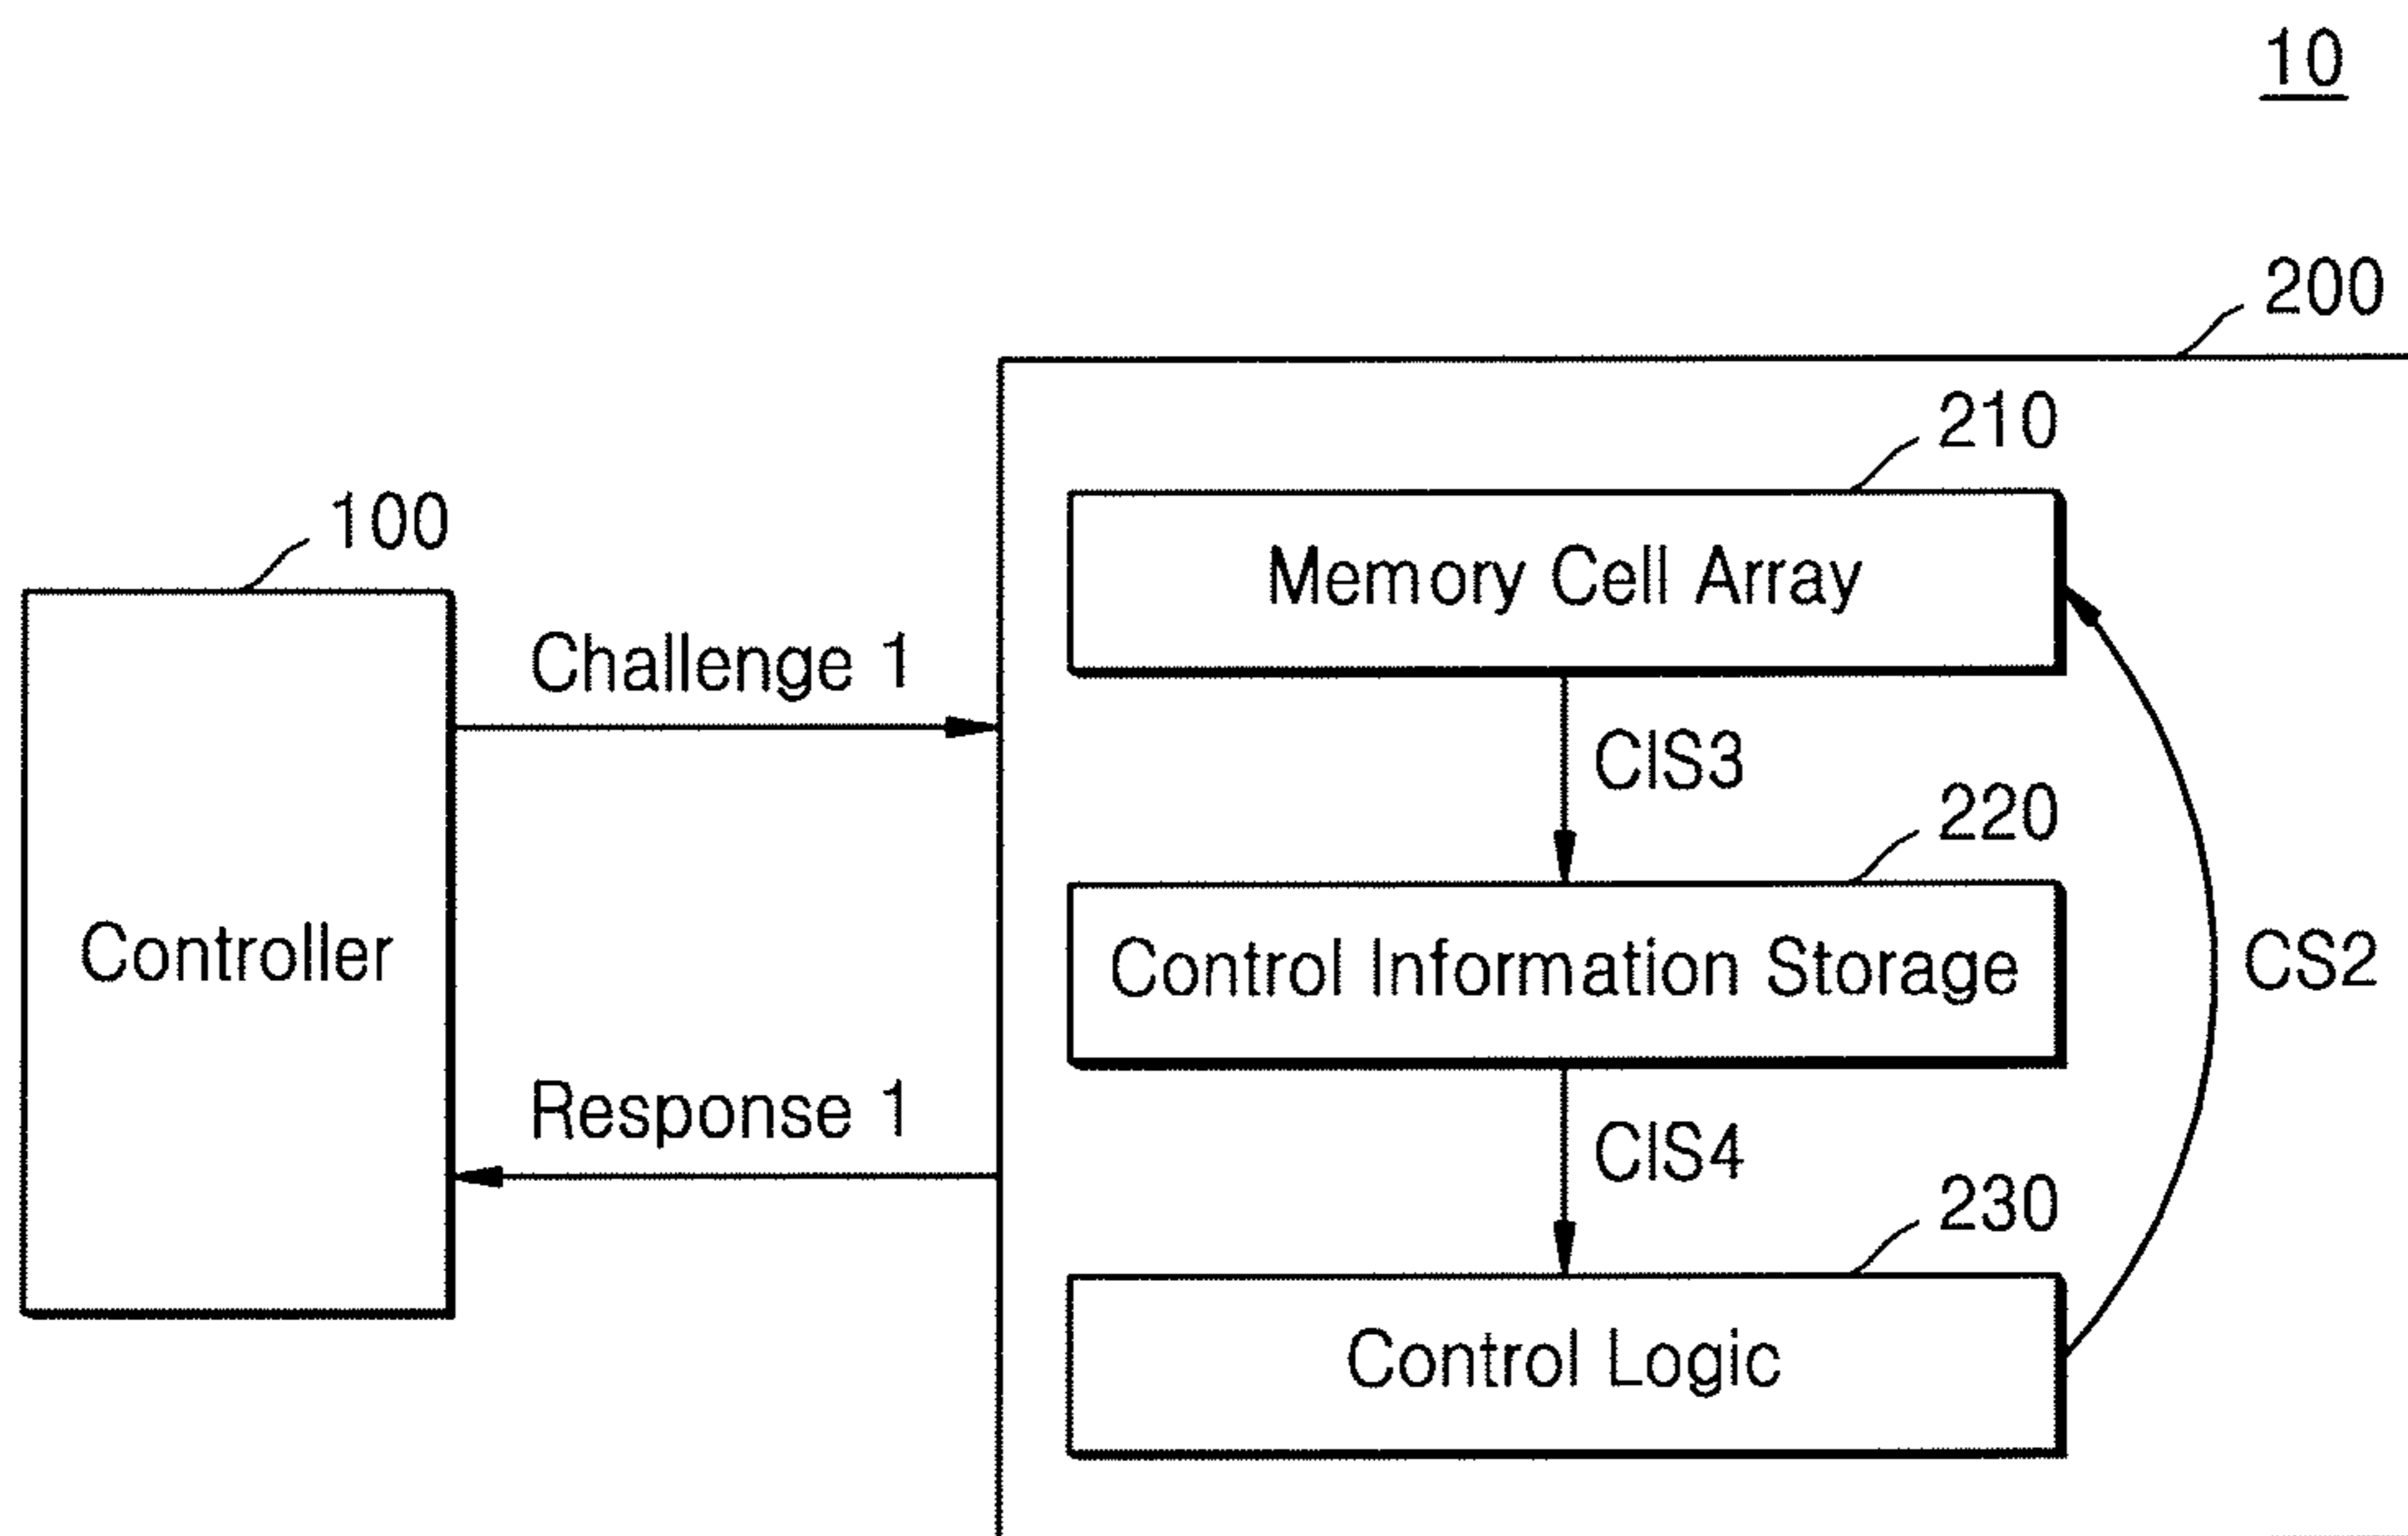 10
200
210
100
Memory Cell Array
Challenge 1
CIS3
220
Controller
Control Information Storage
CS2
Response 1
CIS4
230
Control Logic